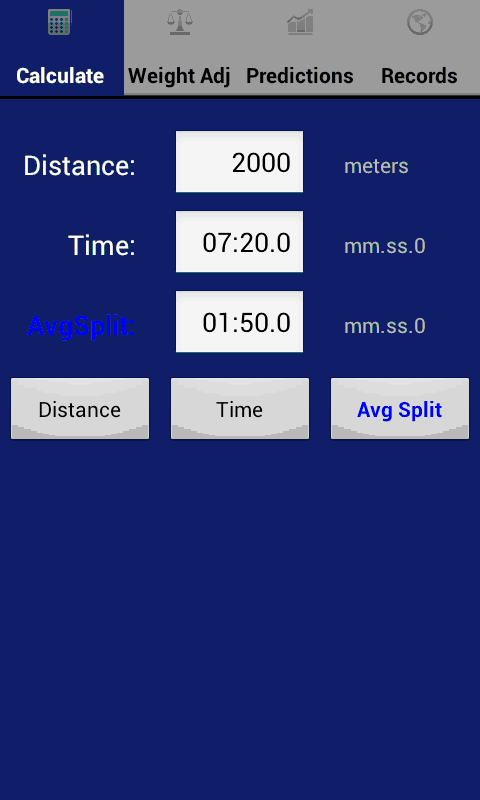 Calculate Weight Adj Predictions Records
Distance: 2000 meters
Time: 07:20.0 mm.ss.0
AvgSplit: 01:50.0 mm.ss.0
Distance Time Avg Split